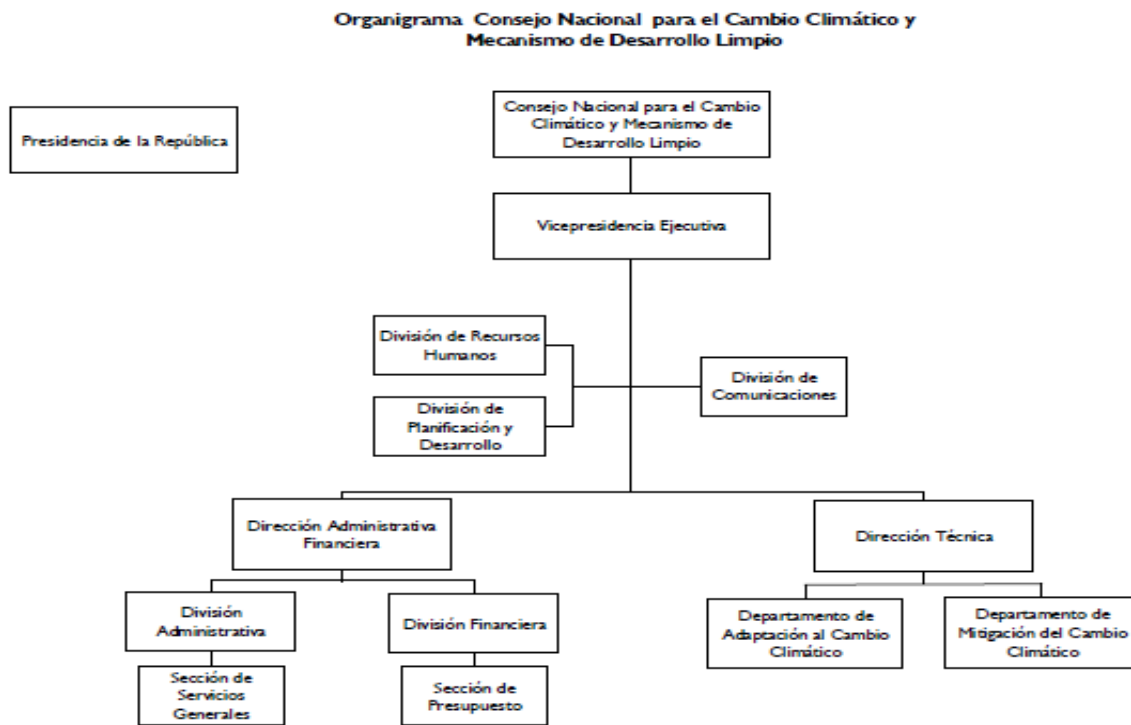 Organigrama Consejo Nacional para el Cambio Climático y
Mecanismo de Desarrollo Limpio
Presidencia de la República
Consejo Nacional para el Cambio
Climático y Mecanismo de
Desarrollo Limpio
Vicepresidencia Ejecutiva
División de Recursos
Humanos
División de
Comunicaciones
División de
Planificación y
Desarrollo
Dirección Administrativa
Financiera
Dirección Técnica
División
Administrativa
División Financiera
Departamento de
Adaptación al Cambio
Climático
Departamento de
Mitigación del Cambio
Climático
Sección de
Servicios
Generales
Sección de
Presupuesto